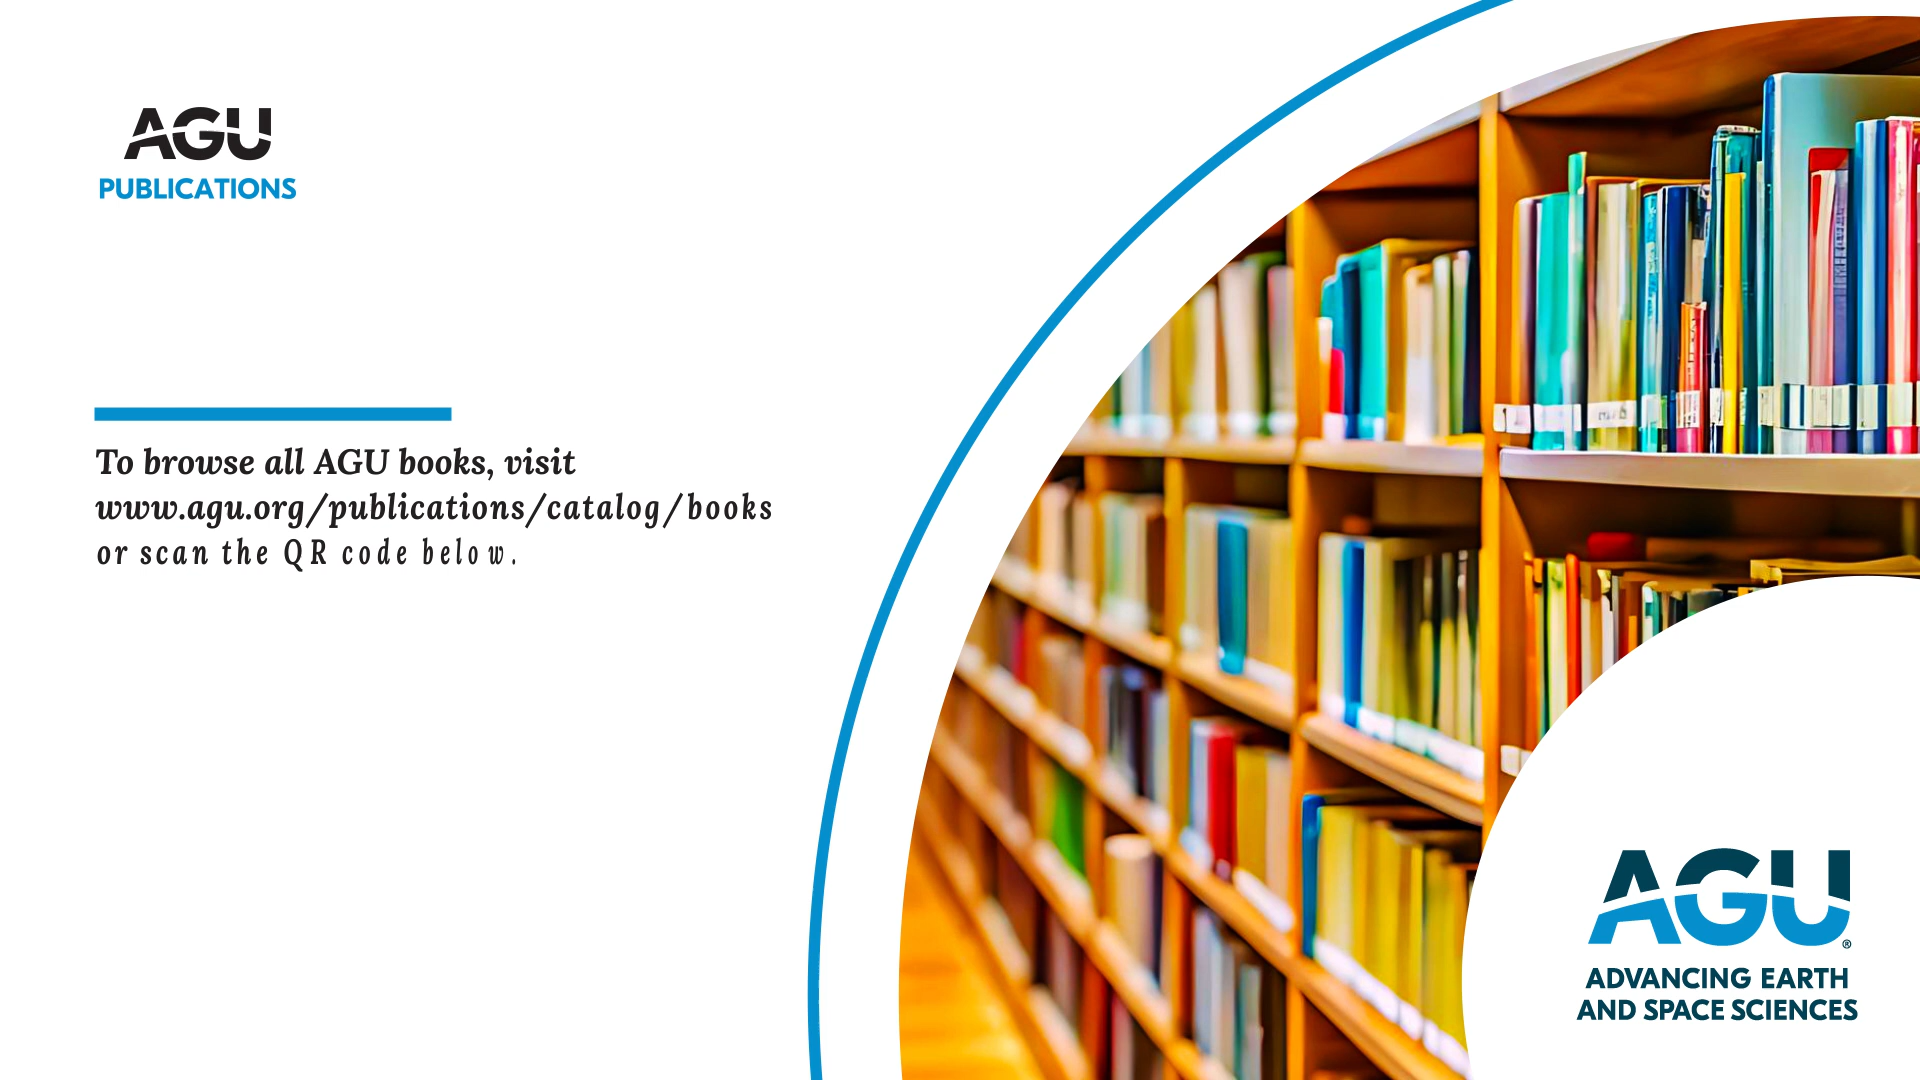 AGU
PUBLICATIONS
To browse all AGU books, visit
www.agu.org/publications/catalog/books
or scan the QR code below.
AGU®
ADVANCING EARTH
AND SPACE SCIENCES